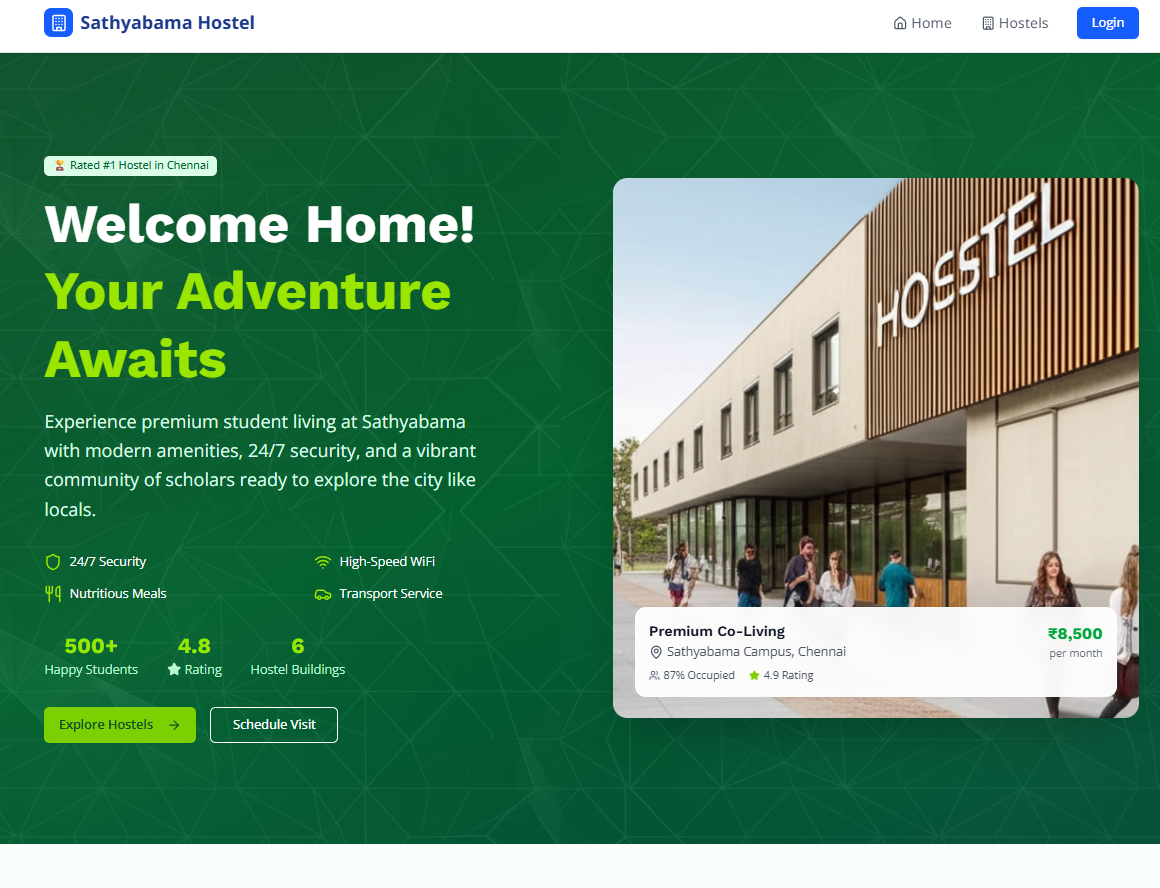 Sathyabama Hostel
Home
Hostels
Login
Rated #1 Hostel in Chennai
Welcome Home!
Your Adventure
Awaits
Experience premium student living at Sathyabama
with modern amenities, 24/7 security, and a vibrant
community of scholars ready to explore the city like
locals.
24/7 Security
High-Speed WiFi
Nutritious Meals
Transport Service
500+
Happy Students
4.8
Rating
6
Hostel Buildings
Explore Hostels
Schedule Visit
HOSSTEL
Premium Co-Living
Sathyabama Campus, Chennai
87% Occupied
4.9 Rating
₹8,500
per month